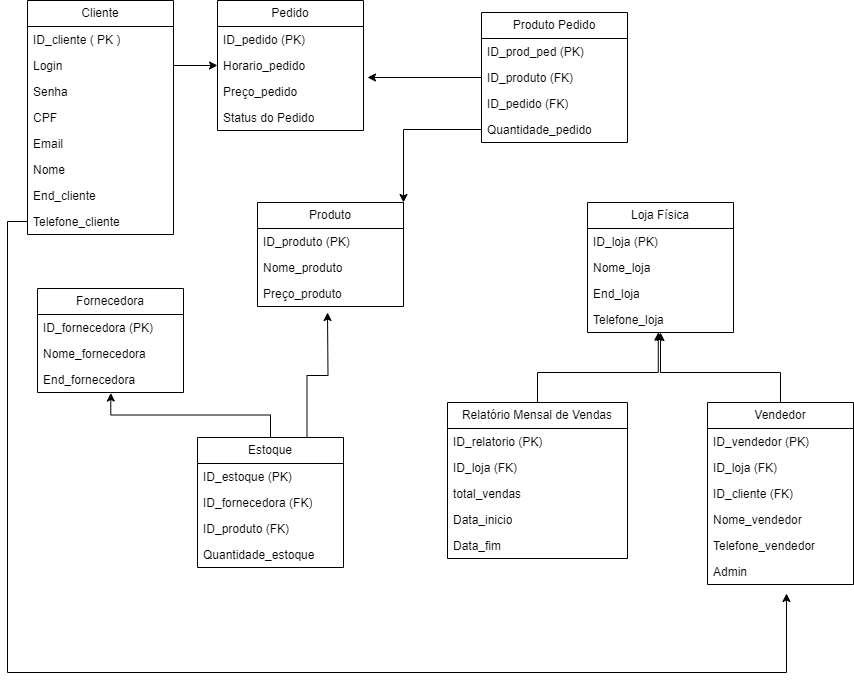 Cliente
ID_cliente ( PK )
Login
Senha
CPF
Email
Nome
End_cliente
Telefone_cliente
Pedido
ID_pedido (PK)
Horario_pedido
Preço_pedido
Status do Pedido
Produto Pedido
ID_prod_ped (PK)
ID_produto (FK)
ID_pedido (FK)
Quantidade_pedido
Produto
ID_produto (PK)
Nome_produto
Preço_produto
Loja Física
ID_loja (PK)
Nome_loja
End_loja
Telefone_loja
Fornecedora
ID_fornecedora (PK)
Nome_fornecedora
End_fornecedora
Estoque
ID_estoque (PK)
ID_fornecedora (FK)
ID_produto (FK)
Quantidade_estoque
Relatório Mensal de Vendas
ID_relatorio (PK)
ID_loja (FK)
total_vendas
Data_inicio
Data_fim
Vendedor
ID_vendedor (PK)
ID_loja (FK)
ID_cliente (FK)
Nome_vendedor
Telefone_vendedor
Admin